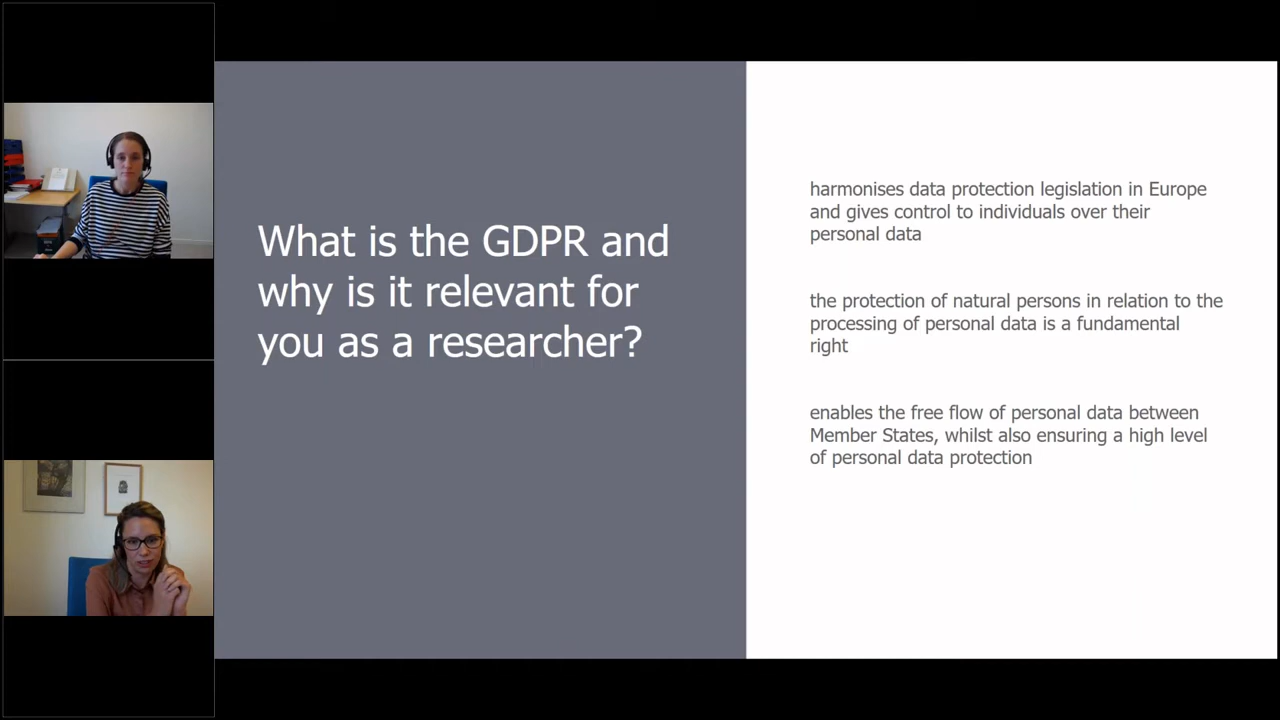 What is the GDPR and
why is it relevant for
you as a researcher?
harmonises data protection legislation in Europe
and gives control to individuals over their
personal data
the protection of natural persons in relation to the
processing of personal data is a fundamental
right
enables the free flow of personal data between
Member States, whilst also ensuring a high level
of personal data protection